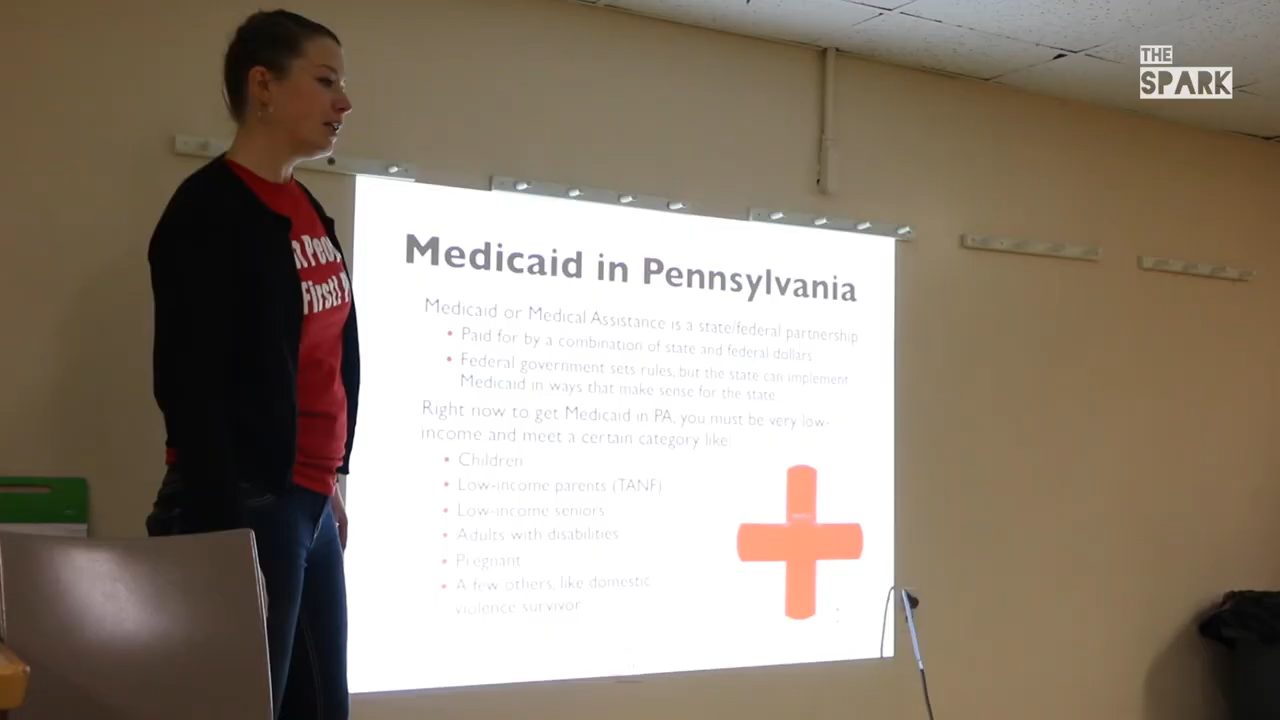 THE
SPARK
Peo
First!
Medicaid in Pennsylvania
Medicaid or Medical Assistance is a state/federal partnership
• Paid for by a combination of state and federal dollars
• Federal government sets rules, but the state can implement
Medicaid in ways that make sense for the state
Right now to get Medicaid in PA, you must be very low-
income and meet a certain category like:
• Children
• Low-income parents (TANF)
• Low-income seniors
• Adults with disabilities
• Pregnant
• A few others, like domestic
violence survivor